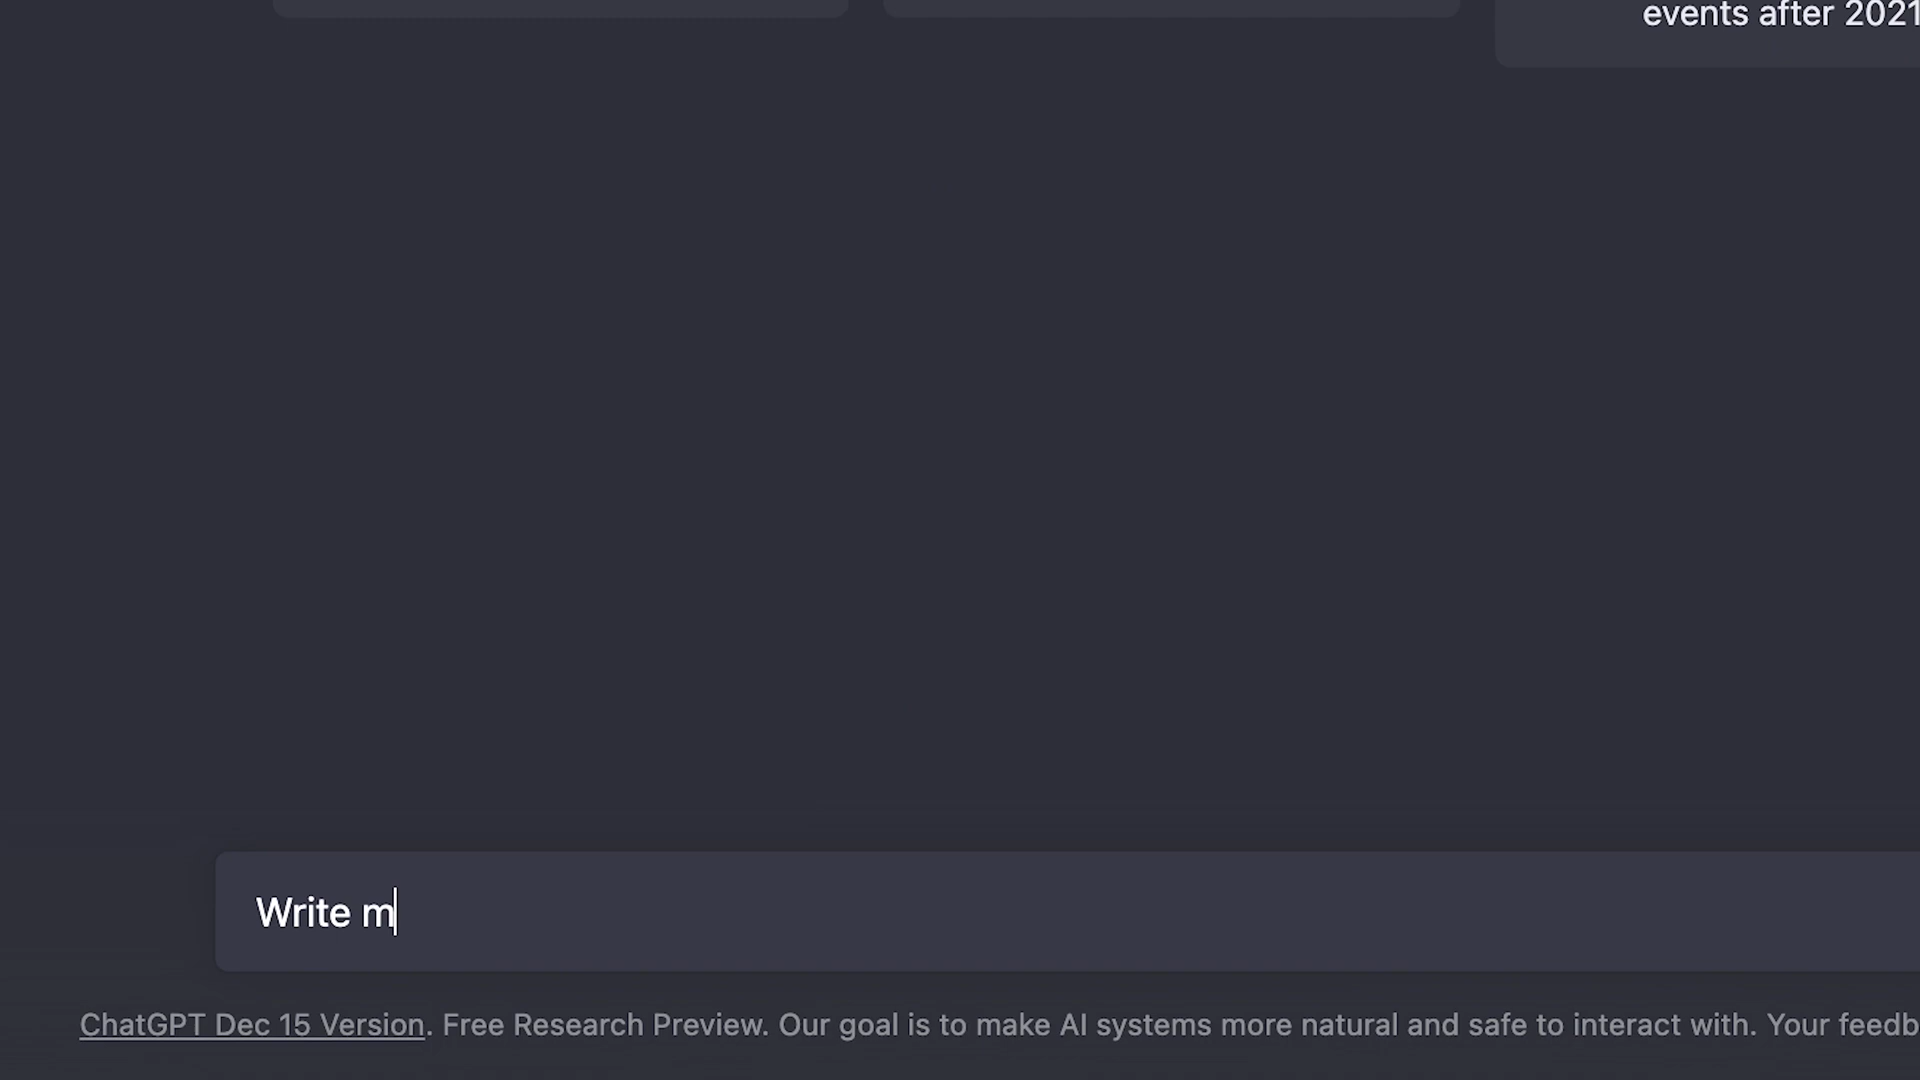 events after 2021
Write m
ChatGPT Dec 15 Version. Free Research Preview. Our goal is to make AI systems more natural and safe to interact with. Your feedb